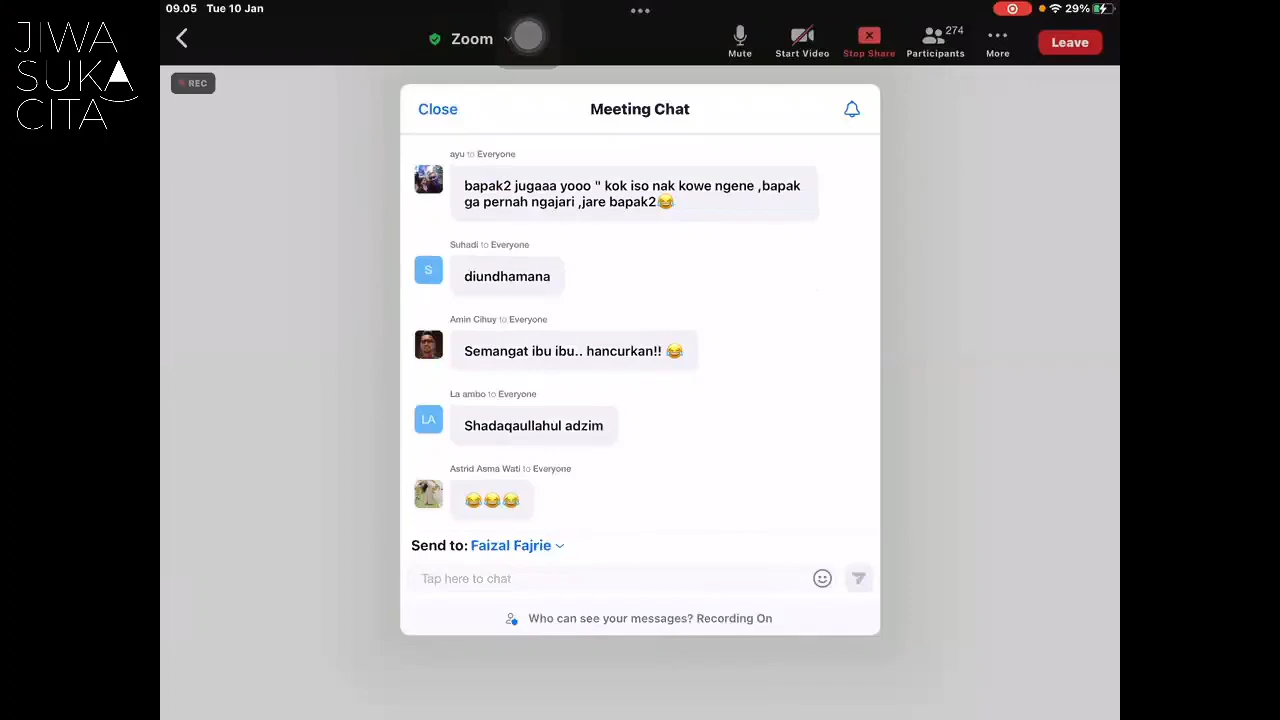 09.05 Tue 10 Jan
29%
JIWA
SUKA
CITA
Zoom
Mute
Start Video
Stop Share
274
Participants
More
Leave
REC
Close
Meeting Chat
ayu to Everyone
bapak2 jugaaa yooo " kok iso nak kowe ngene ,bapak
ga pernah ngajari ,jare bapak2😂
Suhadi to Everyone
S
diundhamana
Amin Cihuy to Everyone
Semangat ibu ibu.. hancurkan!! 😂
La ambo to Everyone
LA
Shadaqaullahul adzim
Astrid Asma Wati to Everyone
😂😂😂
Send to: Faizal Fajrie
Tap here to chat
Who can see your messages? Recording On